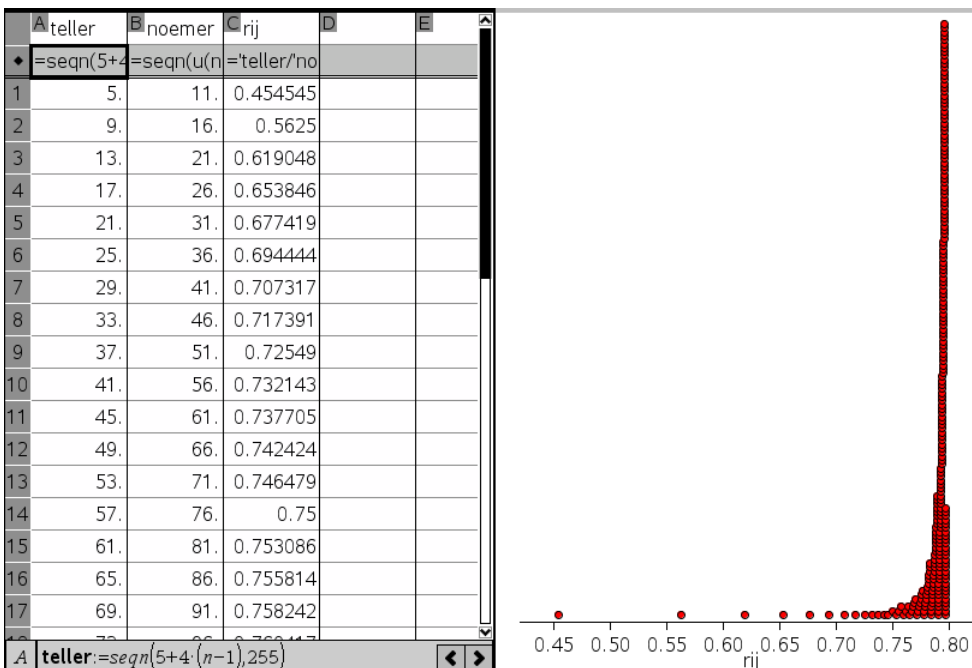 A teller B noemer C rij D E
◆ =seqn(5+4 =seqn(u(n ='teller/'no
1 5. 11. 0.454545
2 9. 16. 0.5625
3 13. 21. 0.619048
4 17. 26. 0.653846
5 21. 31. 0.677419
6 25. 36. 0.694444
7 29. 41. 0.707317
8 33. 46. 0.717391
9 37. 51. 0.72549
10 41. 56. 0.732143
11 45. 61. 0.737705
12 49. 66. 0.742424
13 53. 71. 0.746479
14 57. 76. 0.75
15 61. 81. 0.753086
16 65. 86. 0.755814
17 69. 91. 0.758242
A teller:=seqn(5+4·(n−1),255)
0.45 0.50 0.55 0.60 0.65 0.70 0.75 0.80
rij